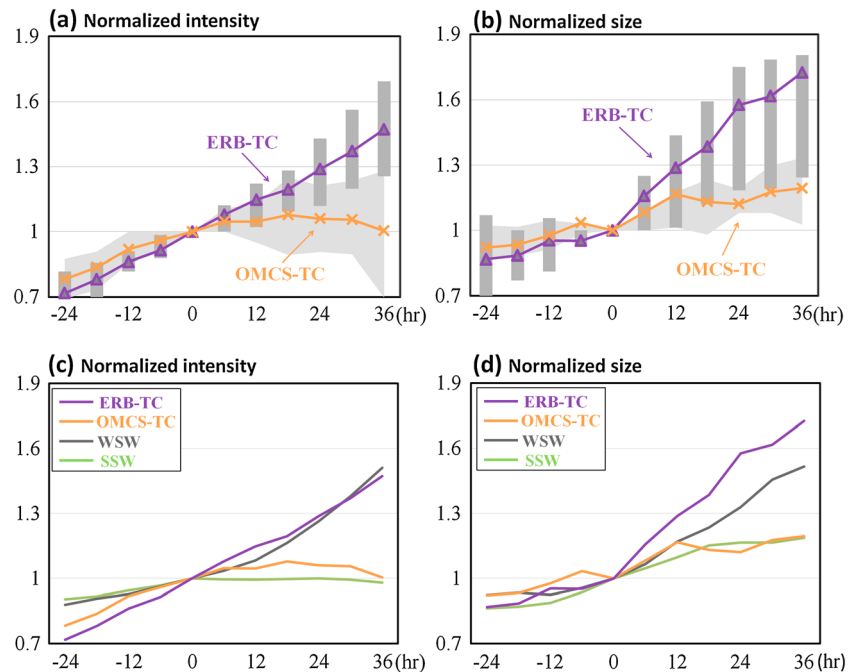 (a) Normalized intensity
1.9
1.6
1.3
1
0.7
ERB-TC
OMCS-TC
-24 -12 0 12 24 36(hr)
(b) Normalized size
1.9
1.6
1.3
1
0.7
ERB-TC
OMCS-TC
-24 -12 0 12 24 36(hr)
(c) Normalized intensity
1.9
1.6
1.3
1
0.7
ERB-TC
OMCS-TC
WSW
SSW
-24 -12 0 12 24 36(hr)
(d) Normalized size
1.9
1.6
1.3
1
0.7
ERB-TC
OMCS-TC
WSW
SSW
-24 -12 0 12 24 36(hr)